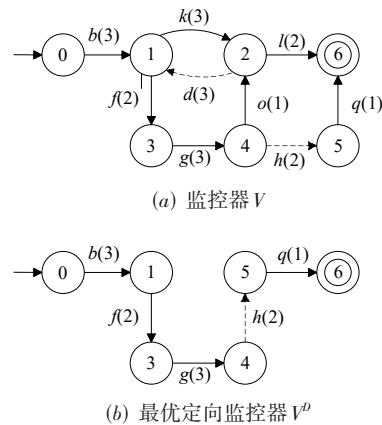 b(3) k(3) l(2)
0 1 2 6
f(2) d(3) o(1) q(1)
3 g(3) 4 h(2) 5
(a) 监控器 V
b(3) q(1)
0 1 5 6
f(2) h(2)
3 g(3) 4
(b) 最优定向监控器 V^D